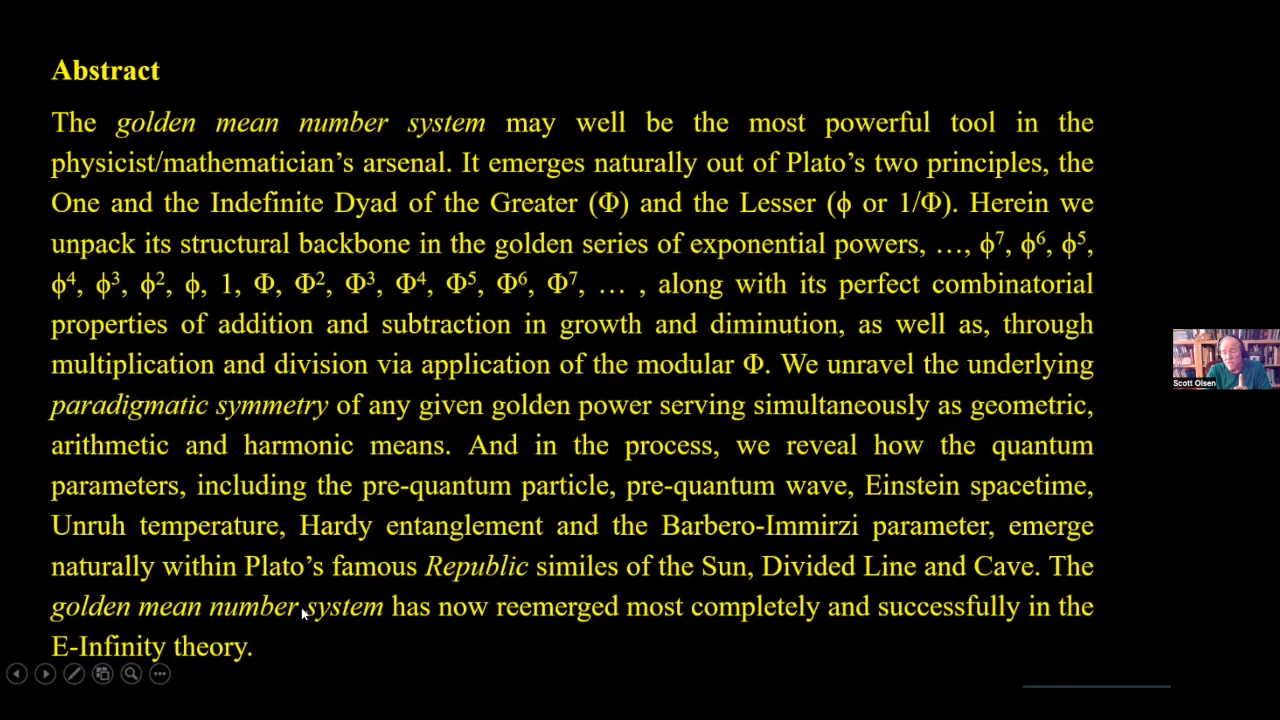 Abstract
The golden mean number system may well be the most powerful tool in the
physicist/mathematician’s arsenal. It emerges naturally out of Plato’s two principles, the
One and the Indefinite Dyad of the Greater (Φ) and the Lesser (ϕ or 1/Φ). Herein we
unpack its structural backbone in the golden series of exponential powers, …, ϕ⁷, ϕ⁶, ϕ⁵,
ϕ⁴, ϕ³, ϕ², ϕ, 1, Φ, Φ², Φ³, Φ⁴, Φ⁵, Φ⁶, Φ⁷, … , along with its perfect combinatorial
properties of addition and subtraction in growth and diminution, as well as, through
multiplication and division via application of the modular Φ. We unravel the underlying
paradigmatic symmetry of any given golden power serving simultaneously as geometric,
arithmetic and harmonic means. And in the process, we reveal how the quantum
parameters, including the pre-quantum particle, pre-quantum wave, Einstein spacetime,
Unruh temperature, Hardy entanglement and the Barbero-Immirzi parameter, emerge
naturally within Plato’s famous Republic similes of the Sun, Divided Line and Cave. The
golden mean number system has now reemerged most completely and successfully in the
E-Infinity theory.
Scott Olsen